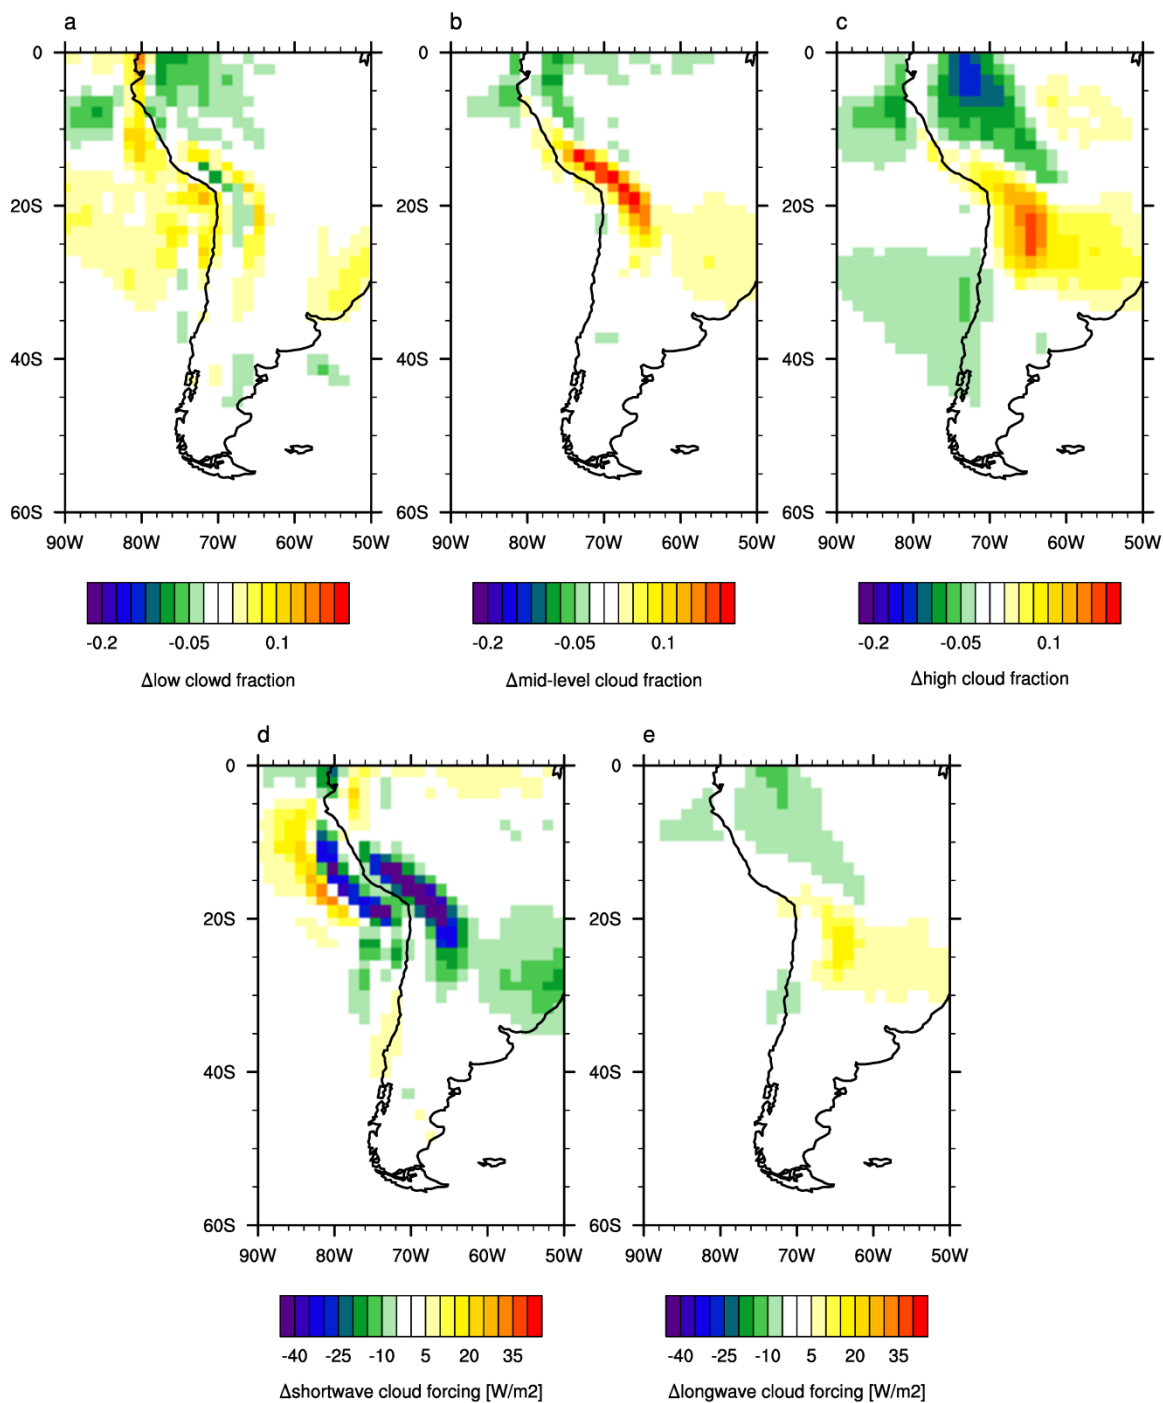 a
b
c
0
20S
40S
60S
90W 80W 70W 60W 50W
0
20S
40S
60S
90W 80W 70W 60W 50W
0
20S
40S
60S
90W 80W 70W 60W 50W
-0.2 -0.05 0.1
Δlow clowd fraction
-0.2 -0.05 0.1
Δmid-level cloud fraction
-0.2 -0.05 0.1
Δhigh cloud fraction
d
e
0
20S
40S
60S
90W 80W 70W 60W 50W
0
20S
40S
60S
90W 80W 70W 60W 50W
-40 -25 -10 5 20 35
Δshortwave cloud forcing [W/m2]
-40 -25 -10 5 20 35
Δlongwave cloud forcing [W/m2]